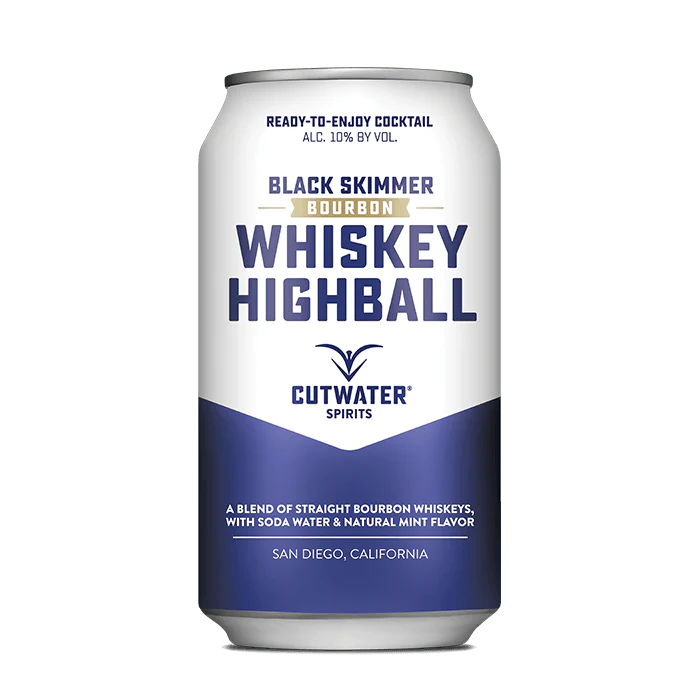 READY-TO-ENJOY COCKTAIL
ALC. 10% BY VOL.
BLACK SKIMMER
BOURBON
WHISKEY
HIGHBALL
CUTWATER®
SPIRITS
A BLEND OF STRAIGHT BOURBON WHISKEYS,
WITH SODA WATER & NATURAL MINT FLAVOR
SAN DIEGO, CALIFORNIA